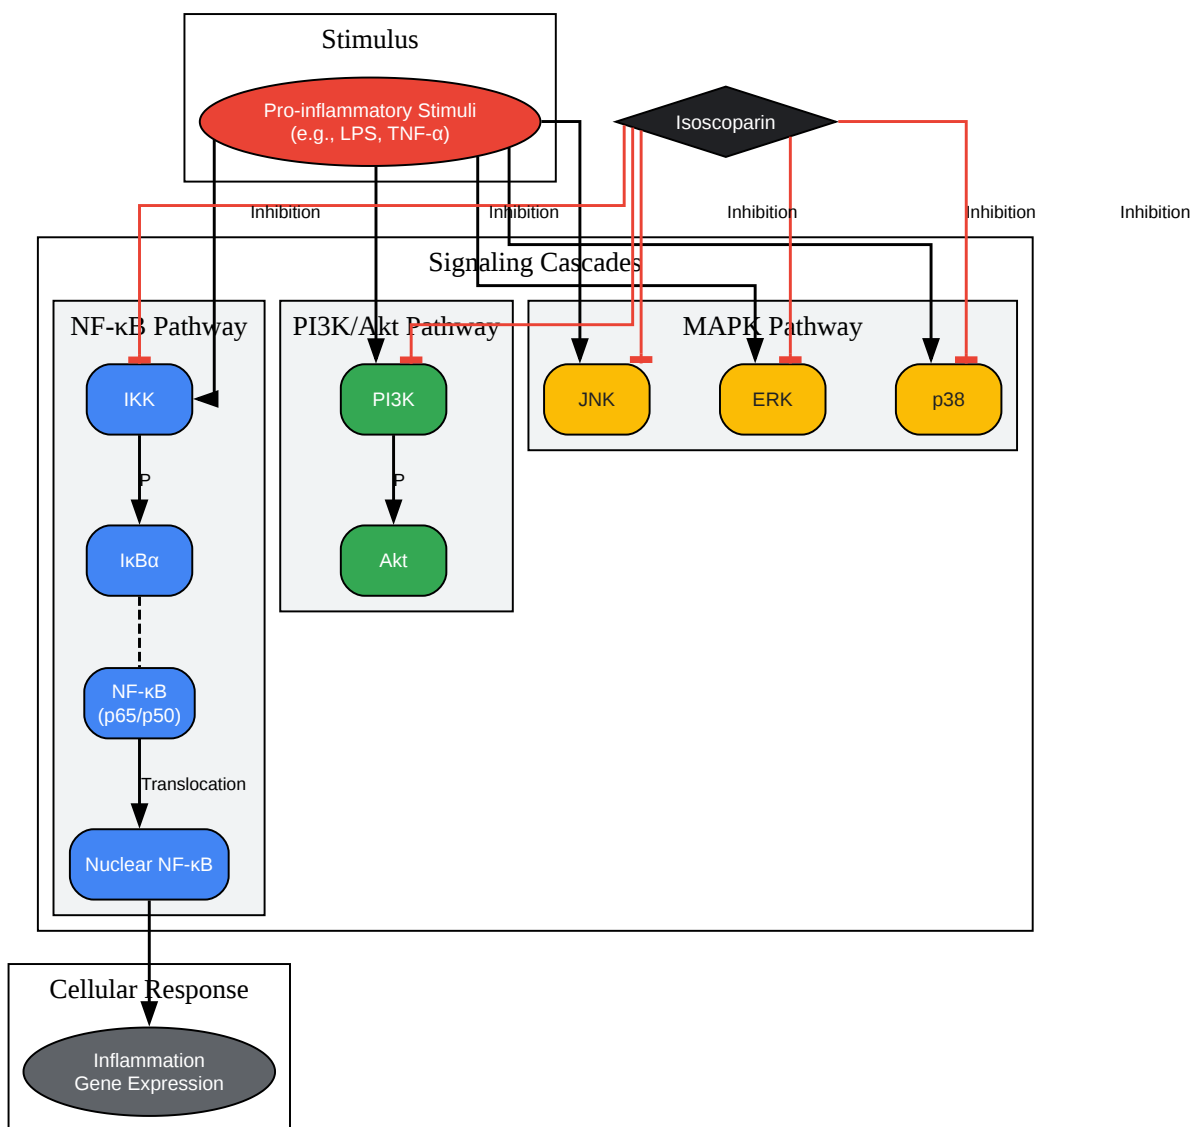 Stimulus
Pro-inflammatory Stimuli
(e.g., LPS, TNF-α)
Isoscoparin
Inhibition
Inhibition
Inhibition
Inhibition
Inhibition
Signaling Cascades
NF-κB Pathway
PI3K/Akt Pathway
MAPK Pathway
IKK
PI3K
JNK
ERK
p38
P
P
IκBα
Akt
NF-κB
(p65/p50)
Translocation
Nuclear NF-κB
Cellular Response
Inflammation
Gene Expression